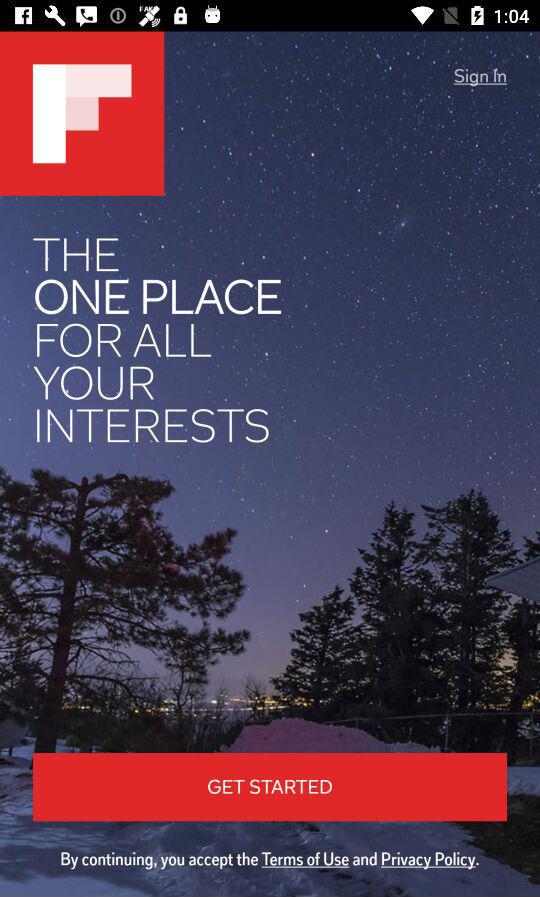 1:04
Sign In
THE
ONE PLACE
FOR ALL
YOUR
INTERESTS
GET STARTED
By continuing, you accept the Terms of Use and Privacy Policy.